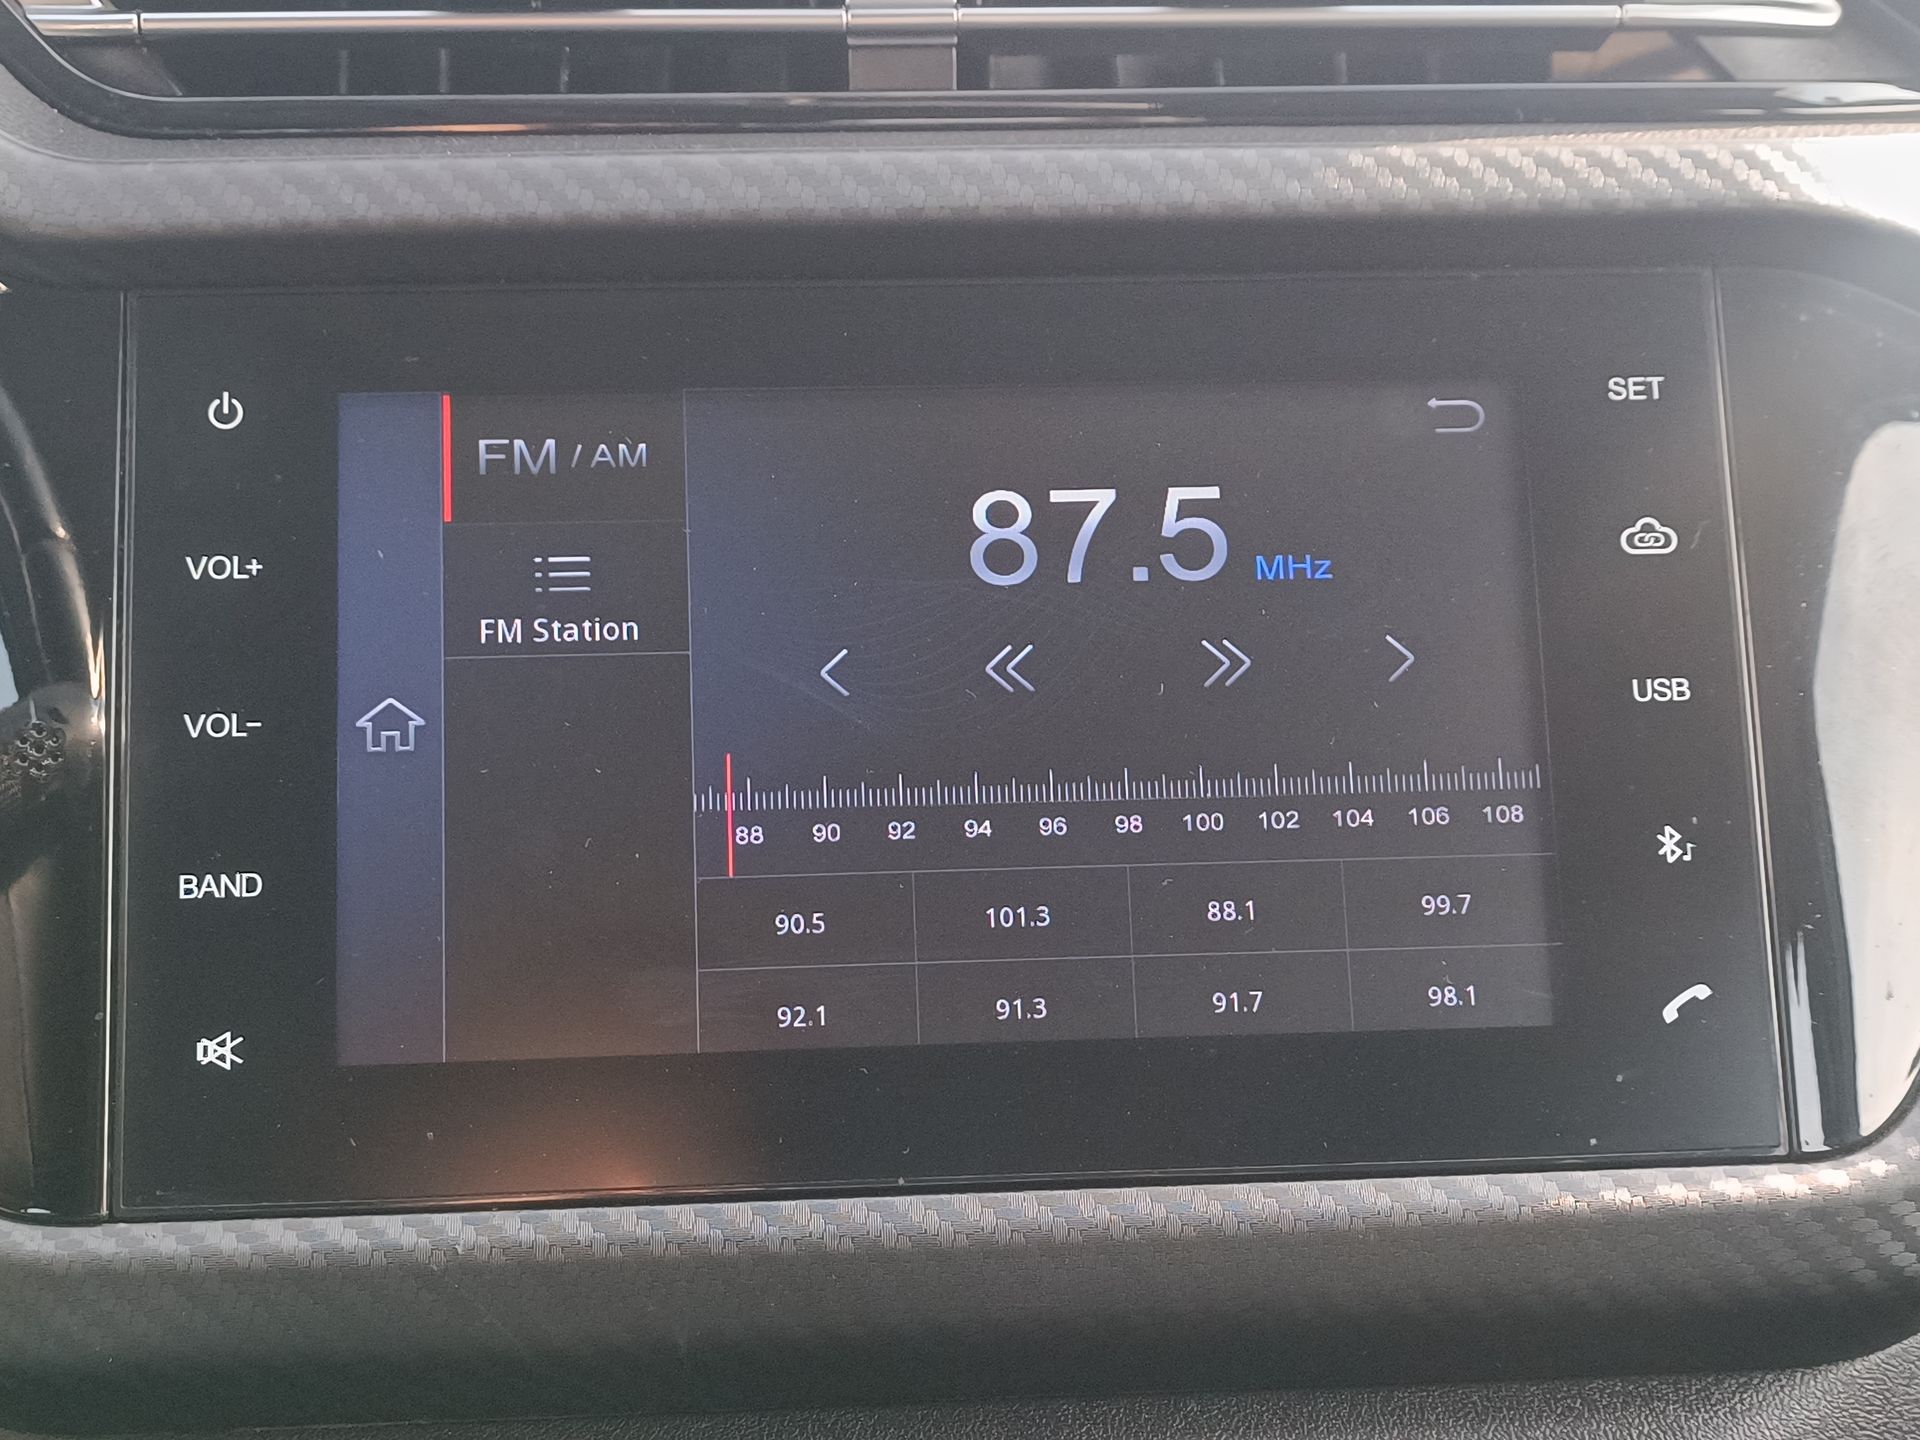 SET
FM / AM
87.5 MHz
VOL+
FM Station
USB
VOL-
88 90 92 94 96 98 100 102 104 106 108
BAND
90.5 101.3 88.1 99.7
92.1 91.3 91.7 98.1